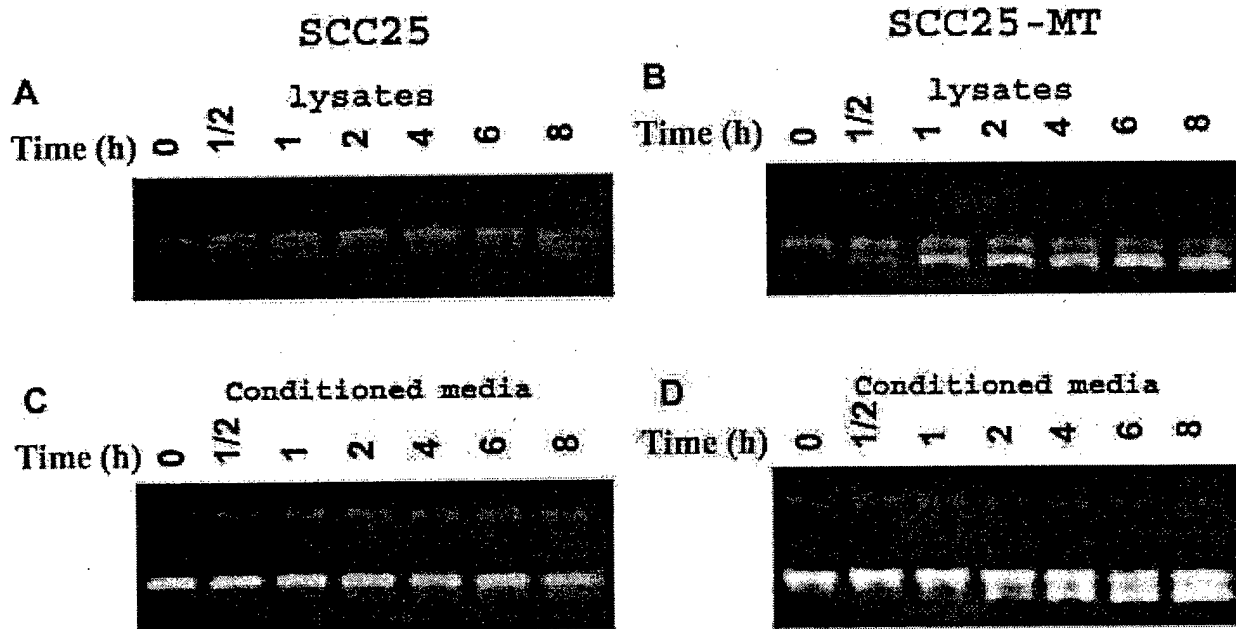 SCC25
SCC25-MT
A
lysates
Time (h) 0 1/2 1 2 4 6 8
B
lysates
Time (h) 0 1/2 1 2 4 6 8
C
Conditioned media
Time (h) 0 1/2 1 2 4 6 8
D
Conditioned media
Time (h) 0 1/2 1 2 4 6 8